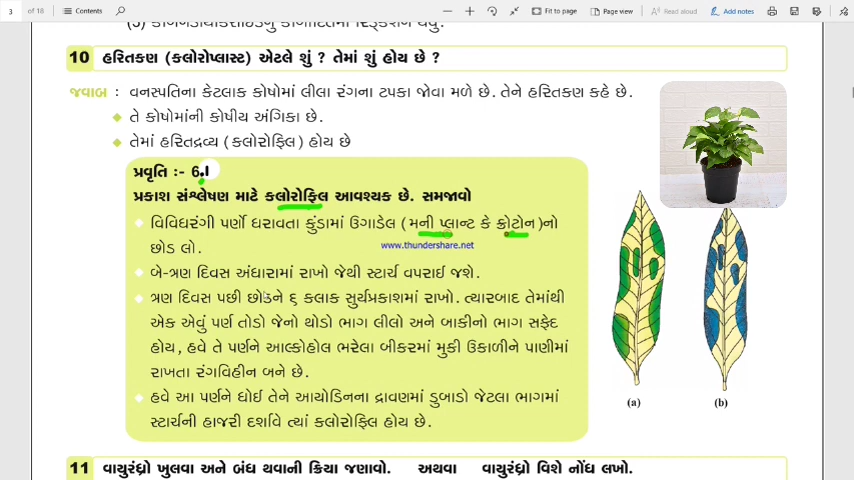 3
of 18
Contents
Fit to page
Page view
Read aloud
Add notes
10 હરિતકણ (ક્લોરોપ્લાસ્ટ) એટલે શું ? તેમાં શું હોય છે ?
જવાબ : વનસ્પતિના કેટલાક કોષોમાં લીલા રંગના ટપકા જોવા મળે છે. તેને હરિતકણ કહે છે.
તે કોષોમાંની કોષીય અંગિકા છે.
તેમાં હરિતદ્રવ્ય (કલોરોફિલ) હોય છે
પ્રવૃતિ :- 6.1
પ્રકાશ સંશ્લેષણ માટે કલોરોફિલ આવશ્યક છે. સમજાવો
વિવિધરંગી પર્ણો ધરાવતા કુંડામાં ઉગાડેલ (મની પ્લાન્ટ કે ક્રોટોન)નો
છોડ લો.
www.thundershare.net
બે-ત્રણ દિવસ અંધારામાં રાખો જેથી સ્ટાર્ચ વપરાઈ જશે.
ત્રણ દિવસ પછી છોડને ૬ કલાક સુર્યપ્રકાશમાં રાખો. ત્યારબાદ તેમાંથી
એક એવું પર્ણ તોડો જેનો થોડો ભાગ લીલો અને બાકીનો ભાગ સફેદ
હોય, હવે તે પર્ણને આલ્કોહોલ ભરેલા બીકરમાં મુકી ઉકાળીને પાણીમાં
રાખતા રંગવિહીન બને છે.
હવે આ પર્ણને ધોઈ તેને આયોડિનના દ્રાવણમાં ડુબાડો જેટલા ભાગમાં
સ્ટાર્ચની હાજરી દર્શાવે ત્યાં કલોરોફિલ હોય છે.
(a)
(b)
11 વાયુરંધ્રો ખુલવા અને બંધ થવાની ક્રિયા જણાવો. અથવા વાયુરંધ્રો વિશે નોંધ લખો.